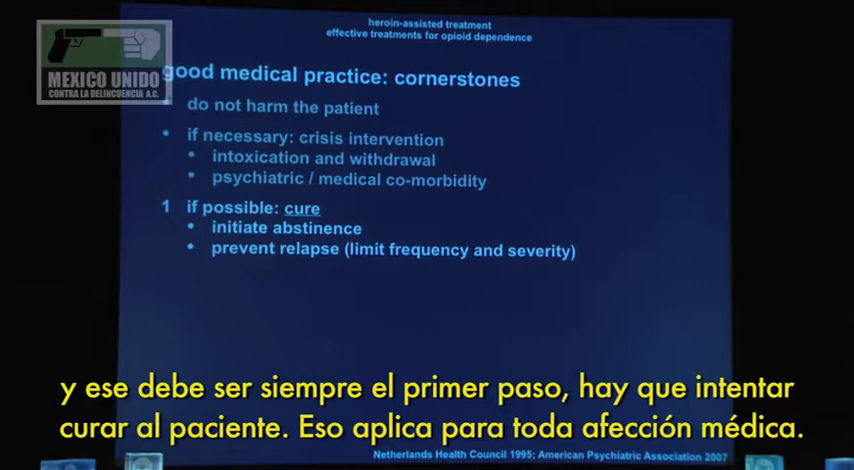 heroin-assisted treatment
effective treatments for opioid dependence
MEXICO UNIDO
CONTRA LA DELINCUENCIA A.C.
good medical practice: cornerstones
do not harm the patient
• if necessary: crisis intervention
• intoxication and withdrawal
• psychiatric / medical co-morbidity
1 if possible: cure
• initiate abstinence
• prevent relapse (limit frequency and severity)
y ese debe ser siempre el primer paso, hay que intentar
curar al paciente. Eso aplica para toda afección médica.
Netherlands Health Council 1995; American Psychiatric Association 2007